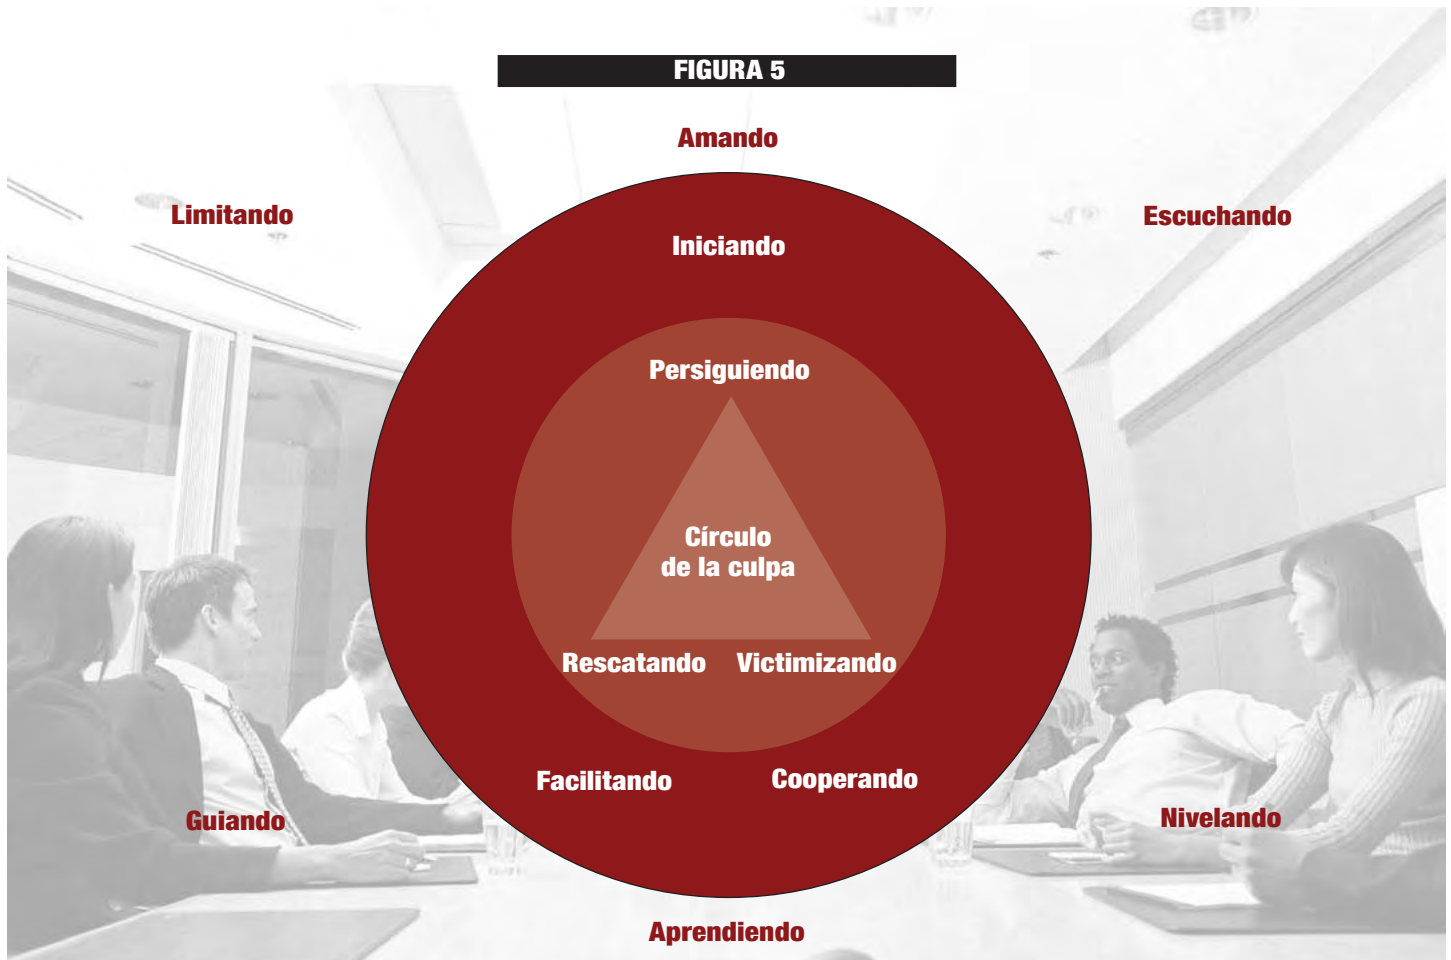 FIGURA 5
Amando
Limitando
Escuchando
Iniciando
Persiguiendo
Círculo
de la culpa
Rescatando
Victimizando
Facilitando
Cooperando
Guiando
Nivelando
Aprendiendo